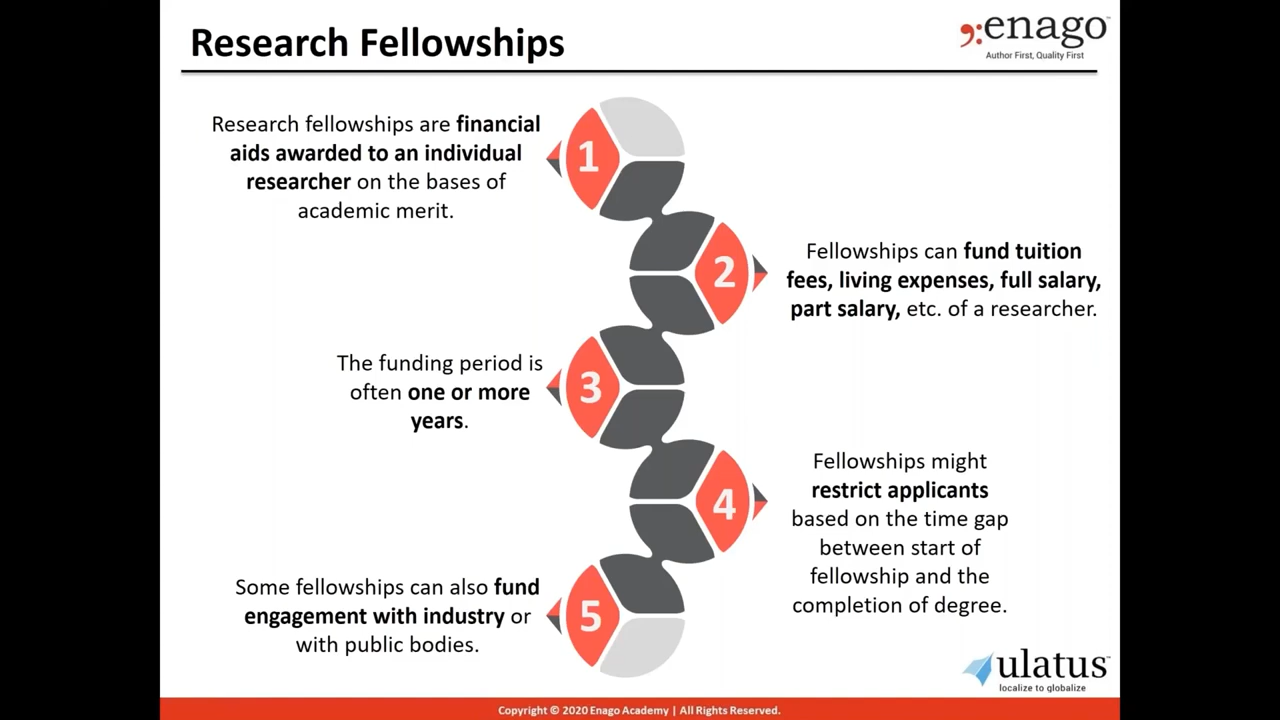 Research Fellowships
enago™
Author First, Quality First
Research fellowships are financial
aids awarded to an individual
researcher on the bases of
academic merit.
1
2
Fellowships can fund tuition
fees, living expenses, full salary,
part salary, etc. of a researcher.
The funding period is
often one or more
years.
3
4
Fellowships might
restrict applicants
based on the time gap
between start of
fellowship and the
completion of degree.
Some fellowships can also fund
engagement with industry or
with public bodies.
5
ulatus™
localize to globalize
Copyright © 2020 Enago Academy | All Rights Reserved.